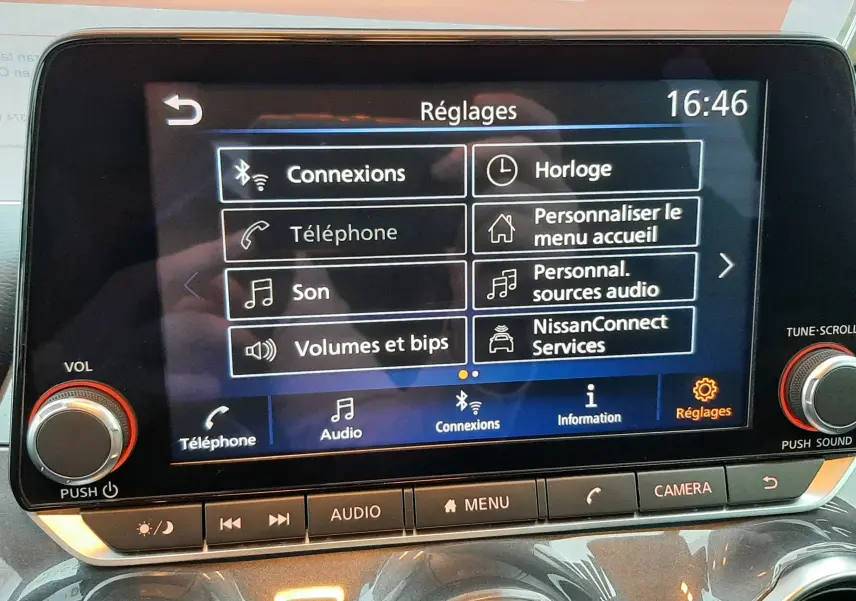 Réglages
16:46
Connexions
Horloge
Téléphone
Personnaliser le
menu accueil
Son
Personnal.
sources audio
Volumes et bips
NissanConnect
Services
Téléphone
Audio
Connexions
Information
Réglages
VOL
PUSH
TUNE·SCROLL
PUSH SOUND
AUDIO
MENU
CAMERA